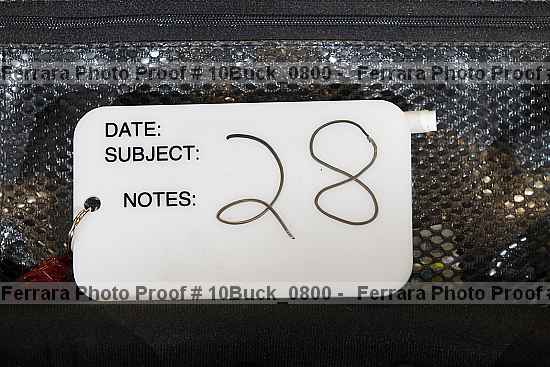 Ferrara Photo Proof # 10Buck_0800 - Ferrara Photo Proof #
DATE:
SUBJECT:
28
NOTES:
Ferrara Photo Proof # 10Buck_0800 - Ferrara Photo Proof #